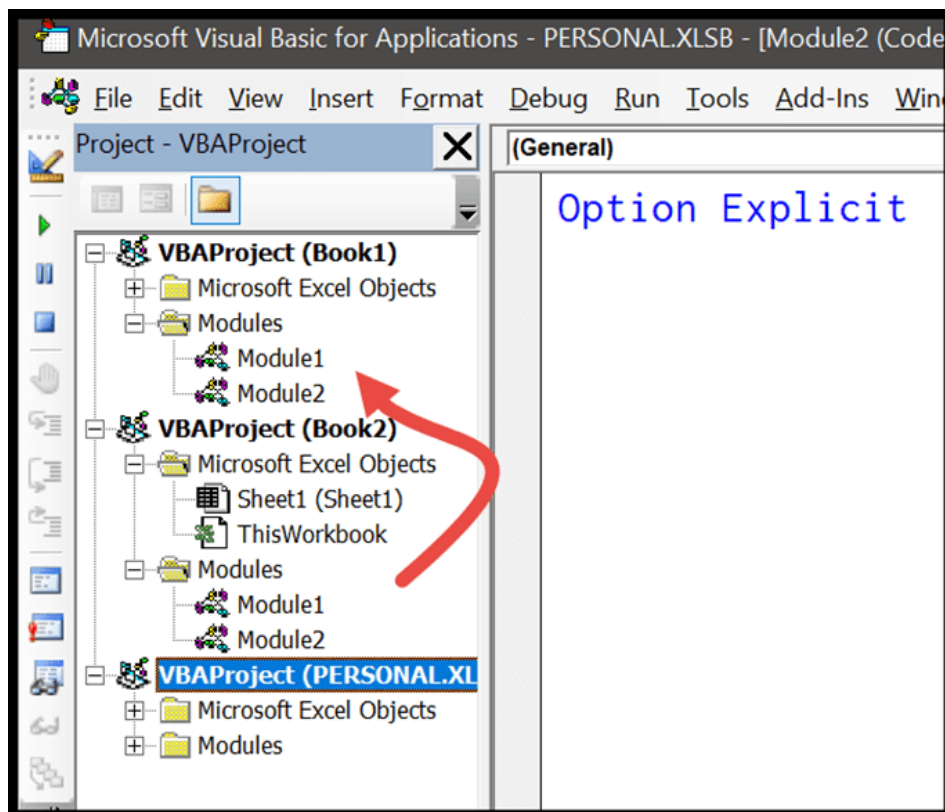 Microsoft Visual Basic for Applications - PERSONAL.XLSB - [Module2 (Code
File Edit View Insert Format Debug Run Tools Add-Ins Win
Project - VBAProject
(General)
Option Explicit
VBAProject (Book1)
Microsoft Excel Objects
Modules
Module1
Module2
VBAProject (Book2)
Microsoft Excel Objects
Sheet1 (Sheet1)
ThisWorkbook
Modules
Module1
Module2
VBAProject (PERSONAL.XL
Microsoft Excel Objects
Modules